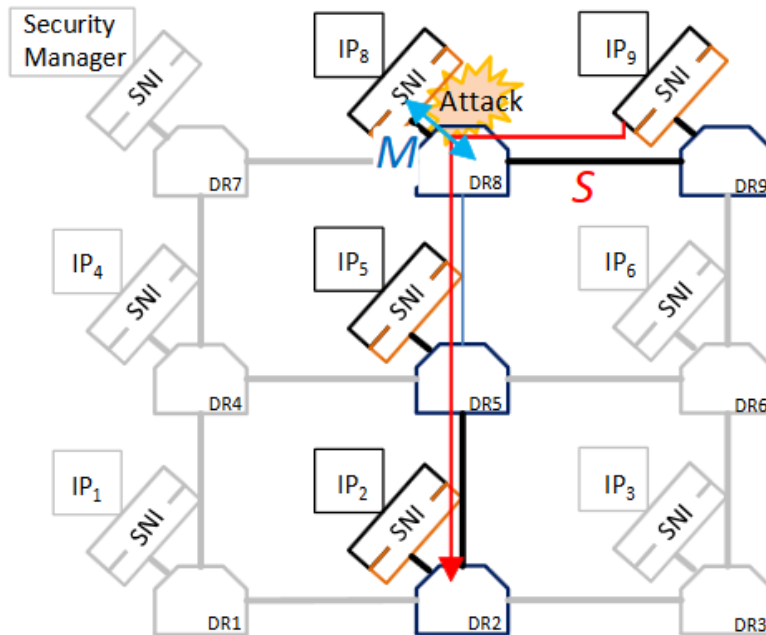 Security
Manager
SNI
IP8
SNI
Attack
IP9
SNI
M
DR7
DR8
S
DR9
IP4
SNI
IP5
SNI
IP6
SNI
DR4
DR5
DR6
IP1
SNI
IP2
SNI
IP3
SNI
DR1
DR2
DR3